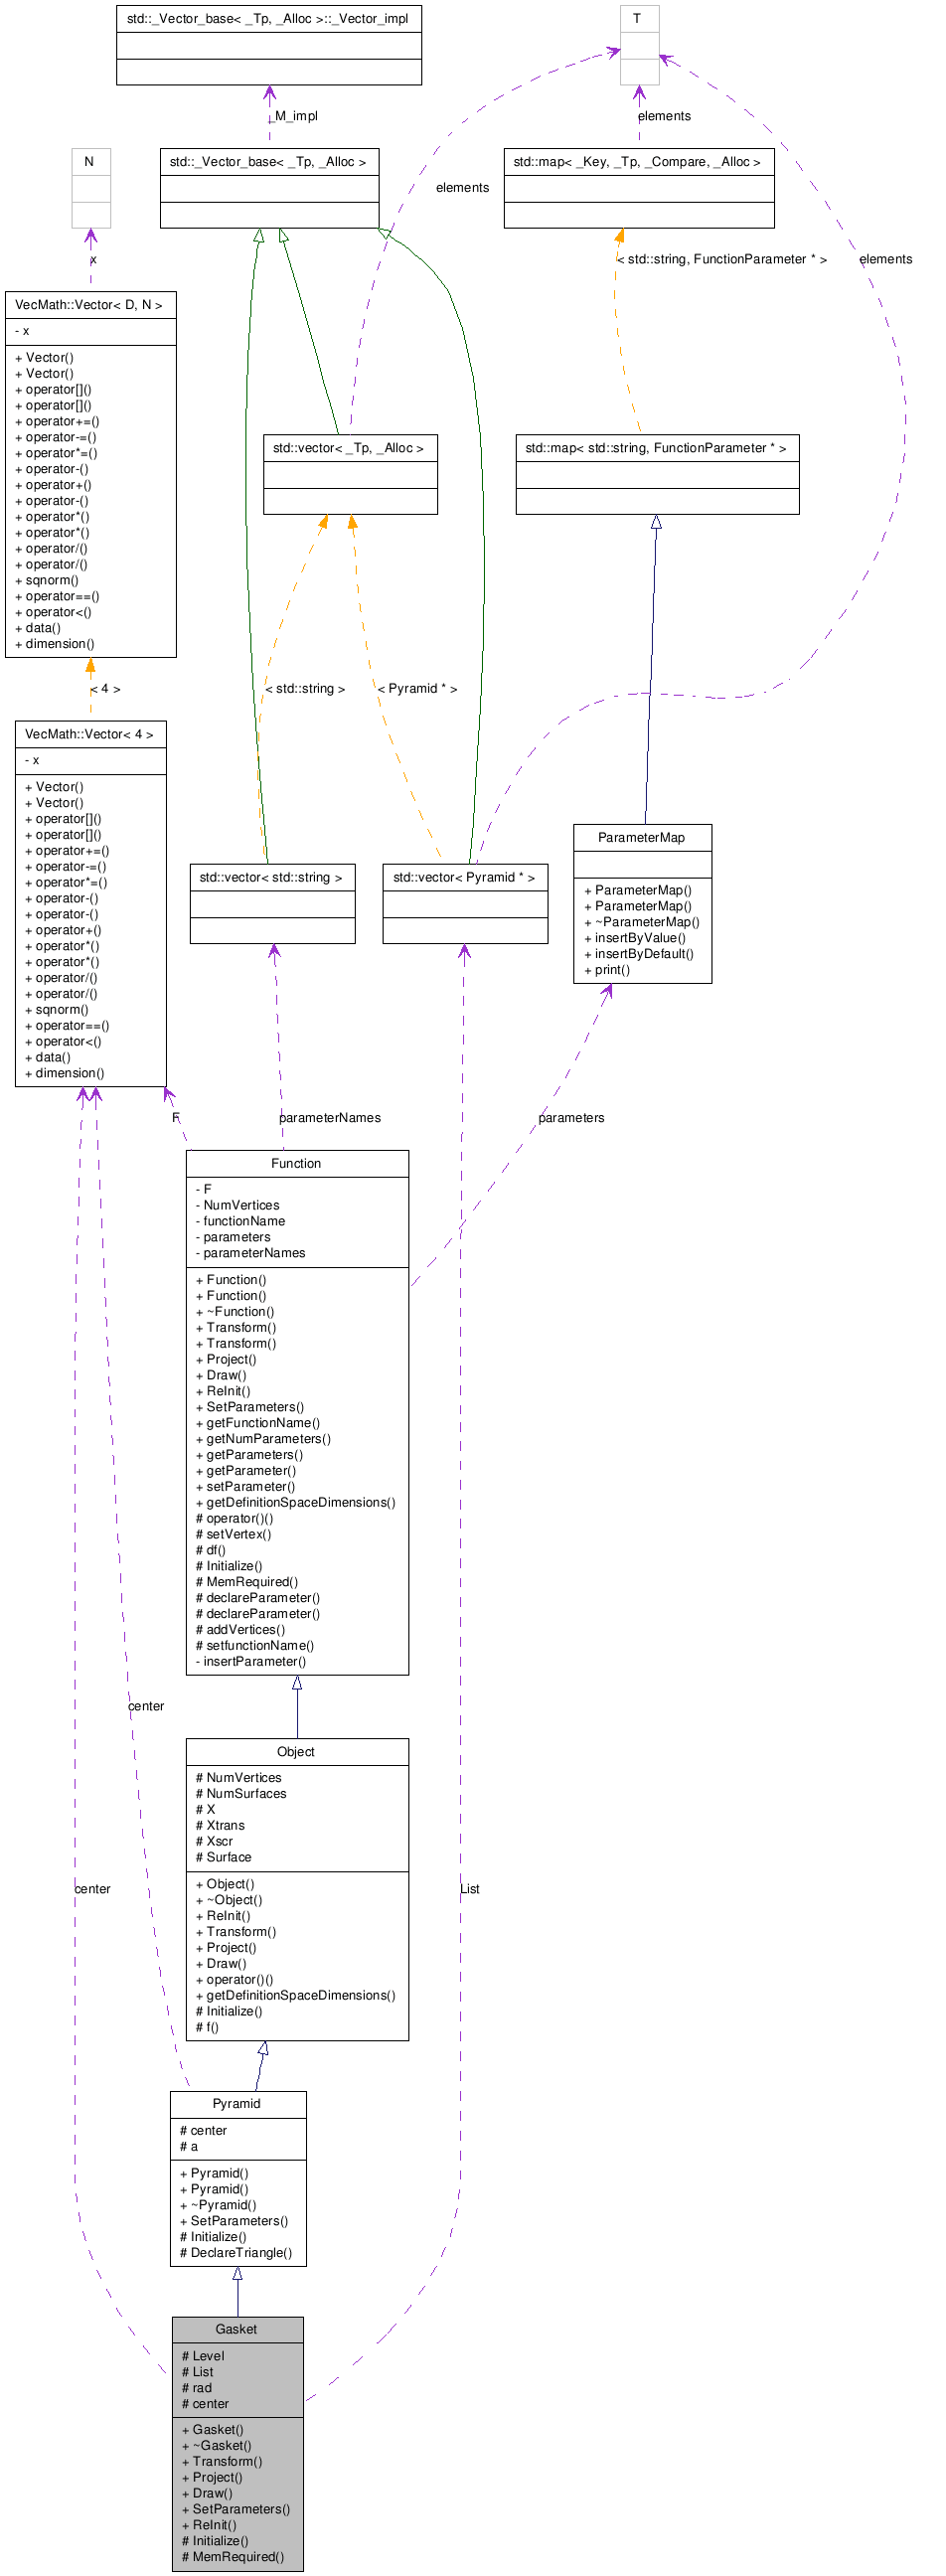 std::_Vector_base< _Tp, _Alloc >::_Vector_impl
T
_M_impl
elements
N
std::_Vector_base< _Tp, _Alloc >
std::map< _Key, _Tp, _Compare, _Alloc >
elements
x
< std::string, FunctionParameter * >
elements
VecMath::Vector< D, N >
- x
+ Vector()
+ Vector()
+ operator[]()
+ operator[]()
+ operator+=()
+ operator-=()
+ operator*=()
+ operator-()
+ operator+()
+ operator-()
+ operator*()
+ operator*()
+ operator/()
+ operator/()
+ sqnorm()
+ operator==()
+ operator<()
+ data()
+ dimension()
std::vector< _Tp, _Alloc >
std::map< std::string, FunctionParameter * >
< 4 >
< std::string >
< Pyramid * >
VecMath::Vector< 4 >
- x
+ Vector()
+ Vector()
+ operator[]()
+ operator[]()
+ operator+=()
+ operator-=()
+ operator*=()
+ operator-()
+ operator-()
+ operator+()
+ operator*()
+ operator*()
+ operator/()
+ operator/()
+ sqnorm()
+ operator==()
+ operator<()
+ data()
+ dimension()
std::vector< std::string >
std::vector< Pyramid * >
ParameterMap
+ ParameterMap()
+ ParameterMap()
+ ~ParameterMap()
+ insertByValue()
+ insertByDefault()
+ print()
F
parameterNames
parameters
Function
- F
- NumVertices
- functionName
- parameters
- parameterNames
+ Function()
+ Function()
+ ~Function()
+ Transform()
+ Transform()
+ Project()
+ Draw()
+ ReInit()
+ SetParameters()
+ getFunctionName()
+ getNumParameters()
+ getParameters()
+ getParameter()
+ setParameter()
+ getDefinitionSpaceDimensions()
# operator()()
# setVertex()
# df()
# Initialize()
# MemRequired()
# declareParameter()
# declareParameter()
# addVertices()
# setfunctionName()
- insertParameter()
center
Object
# NumVertices
# NumSurfaces
# X
# Xtrans
# Xscr
# Surface
+ Object()
+ ~Object()
+ ReInit()
+ Transform()
+ Project()
+ Draw()
+ operator()()
+ getDefinitionSpaceDimensions()
# Initialize()
# f()
center
List
Pyramid
# center
# a
+ Pyramid()
+ Pyramid()
+ ~Pyramid()
+ SetParameters()
# Initialize()
# DeclareTriangle()
Gasket
# Level
# List
# rad
# center
+ Gasket()
+ ~Gasket()
+ Transform()
+ Project()
+ Draw()
+ SetParameters()
+ ReInit()
# Initialize()
# MemRequired()